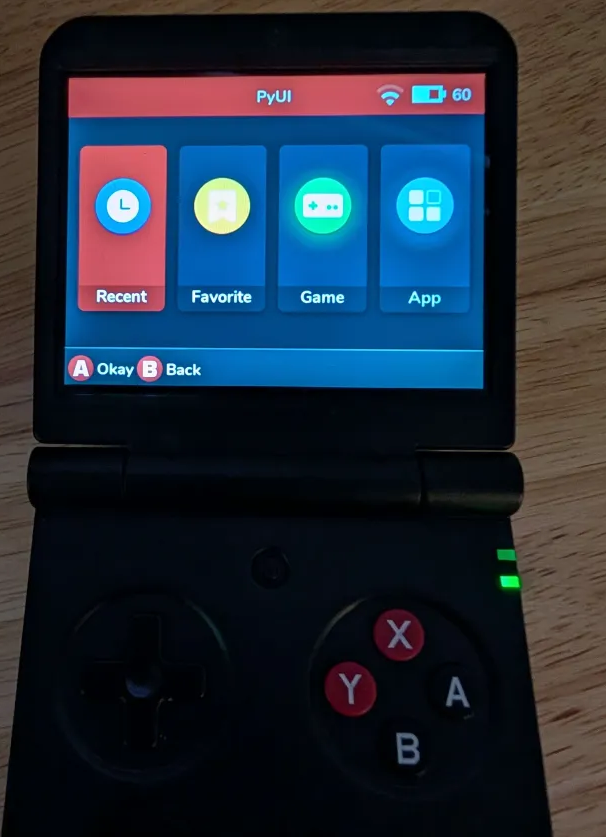 PyUI 60
Recent Favorite Game App
A Okay B Back
X
Y A
B